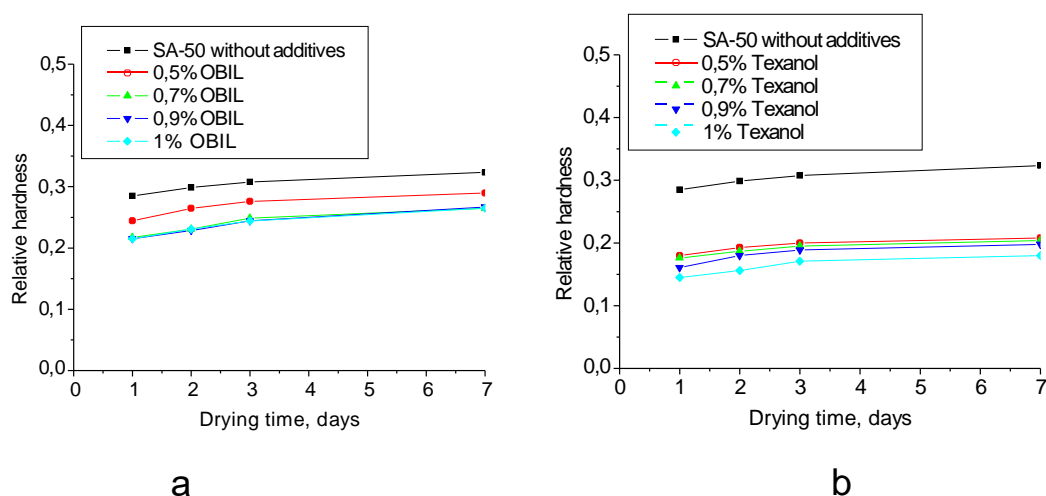 SA-50 without additives
0,5% OBIL
0,7% OBIL
0,9% OBIL
1% OBIL
0,5
0,4
0,3
0,2
0,1
0,0
Relative hardness
0 1 2 3 4 5 6 7
Drying time, days
a
SA-50 without additives
0,5% Texanol
0,7% Texanol
0,9% Texanol
1% Texanol
0,5
0,4
0,3
0,2
0,1
0,0
Relative hardness
0 1 2 3 4 5 6 7
Drying time, days
b